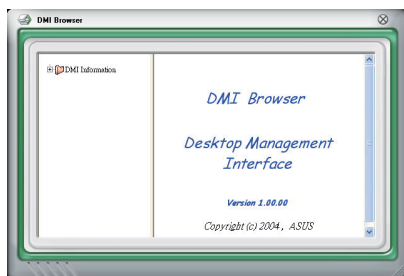 DMI Browser
DMI Information
DMI Browser
Desktop Management
Interface
Version 1.00.00
Copyright (c) 2004, ASUS